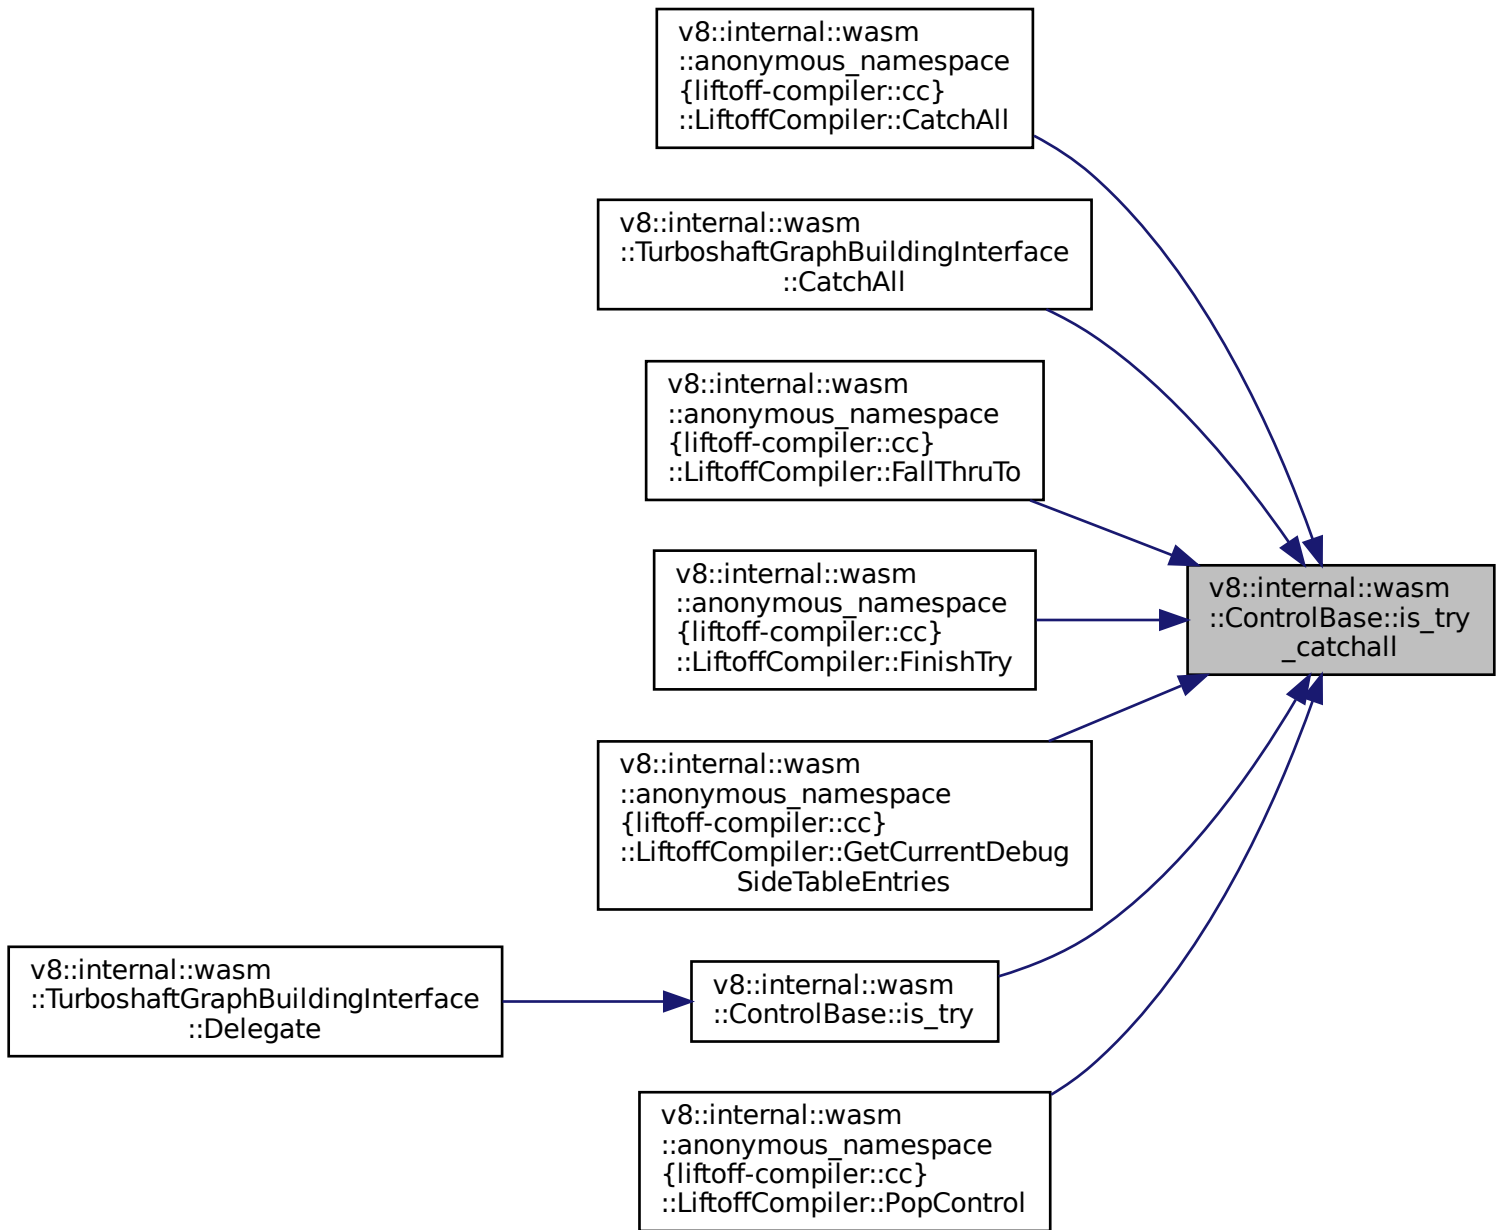 v8::internal::wasm
::anonymous_namespace
{liftoff-compiler::cc}
::LiftoffCompiler::CatchAll
v8::internal::wasm
::TurboshaftGraphBuildingInterface
::CatchAll
v8::internal::wasm
::anonymous_namespace
{liftoff-compiler::cc}
::LiftoffCompiler::FallThruTo
v8::internal::wasm
::anonymous_namespace
{liftoff-compiler::cc}
::LiftoffCompiler::FinishTry
v8::internal::wasm
::ControlBase::is_try
_catchall
v8::internal::wasm
::anonymous_namespace
{liftoff-compiler::cc}
::LiftoffCompiler::GetCurrentDebug
SideTableEntries
v8::internal::wasm
::TurboshaftGraphBuildingInterface
::Delegate
v8::internal::wasm
::ControlBase::is_try
v8::internal::wasm
::anonymous_namespace
{liftoff-compiler::cc}
::LiftoffCompiler::PopControl